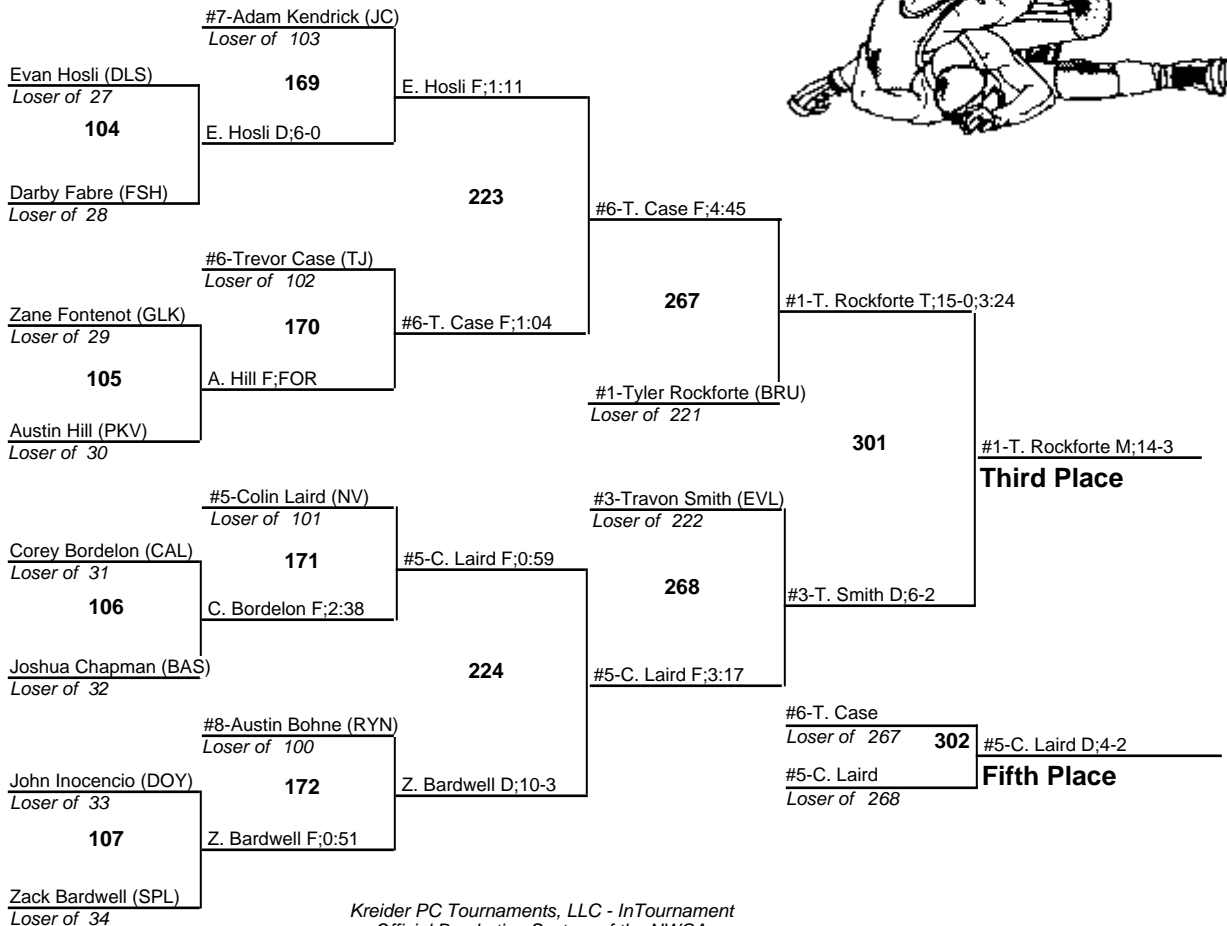 #7-Adam Kendrick (JC)
Loser of 103
Evan Hosli (DLS)
Loser of 27
169
E. Hosli F;1:11
104
E. Hosli D;6-0
Darby Fabre (FSH)
Loser of 28
223
#6-T. Case F;4:45
#6-Trevor Case (TJ)
Loser of 102
Zane Fontenot (GLK)
Loser of 29
170
#6-T. Case F;1:04
267
#1-T. Rockforte T;15-0;3:24
105
A. Hill F;FOR
#1-Tyler Rockforte (BRU)
Loser of 221
Austin Hill (PKV)
Loser of 30
301
#1-T. Rockforte M;14-3
Third Place
#5-Colin Laird (NV)
Loser of 101
#3-Travon Smith (EVL)
Loser of 222
Corey Bordelon (CAL)
Loser of 31
171
#5-C. Laird F;0:59
268
106
C. Bordelon F;2:38
#3-T. Smith D;6-2
Joshua Chapman (BAS)
Loser of 32
224
#5-C. Laird F;3:17
#8-Austin Bohne (RYN)
Loser of 100
#6-T. Case
Loser of 267
302
#5-C. Laird D;4-2
Fifth Place
John Inocencio (DOY)
Loser of 33
172
Z. Bardwell D;10-3
#5-C. Laird
Loser of 268
107
Z. Bardwell F;0:51
Zack Bardwell (SPL)
Loser of 34
Kreider PC Tournaments, LLC - InTournament